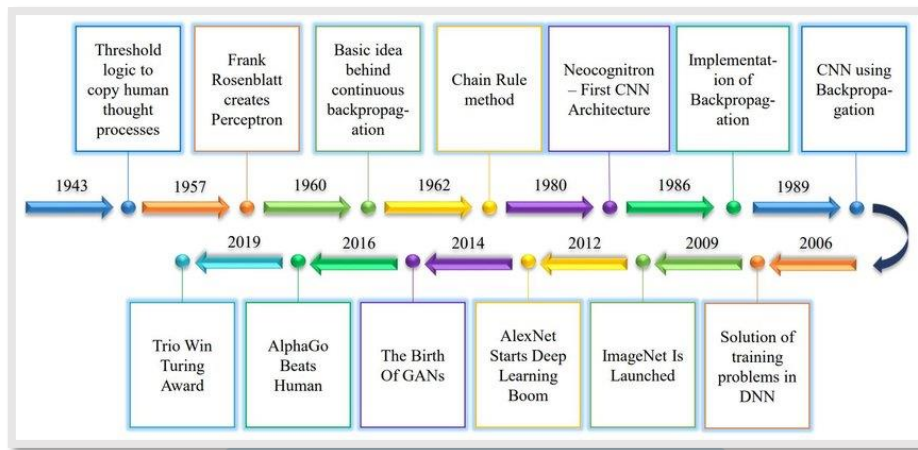 Threshold
logic to
copy human
thought
processes
Frank
Rosenblatt
creates
Perceptron
Basic idea
behind
continuous
backpropag-
ation
Chain Rule
method
Neocognitron
– First CNN
Architecture
Implementat-
ion of
Backpropag-
ation
CNN using
Backpropa-
gation
1943
1957
1960
1962
1980
1986
1989
2019
2016
2014
2012
2009
2006
Trio Win
Turing
Award
AlphaGo
Beats
Human
The Birth
Of GANs
AlexNet
Starts Deep
Learning
Boom
ImageNet Is
Launched
Solution of
training
problems in
DNN